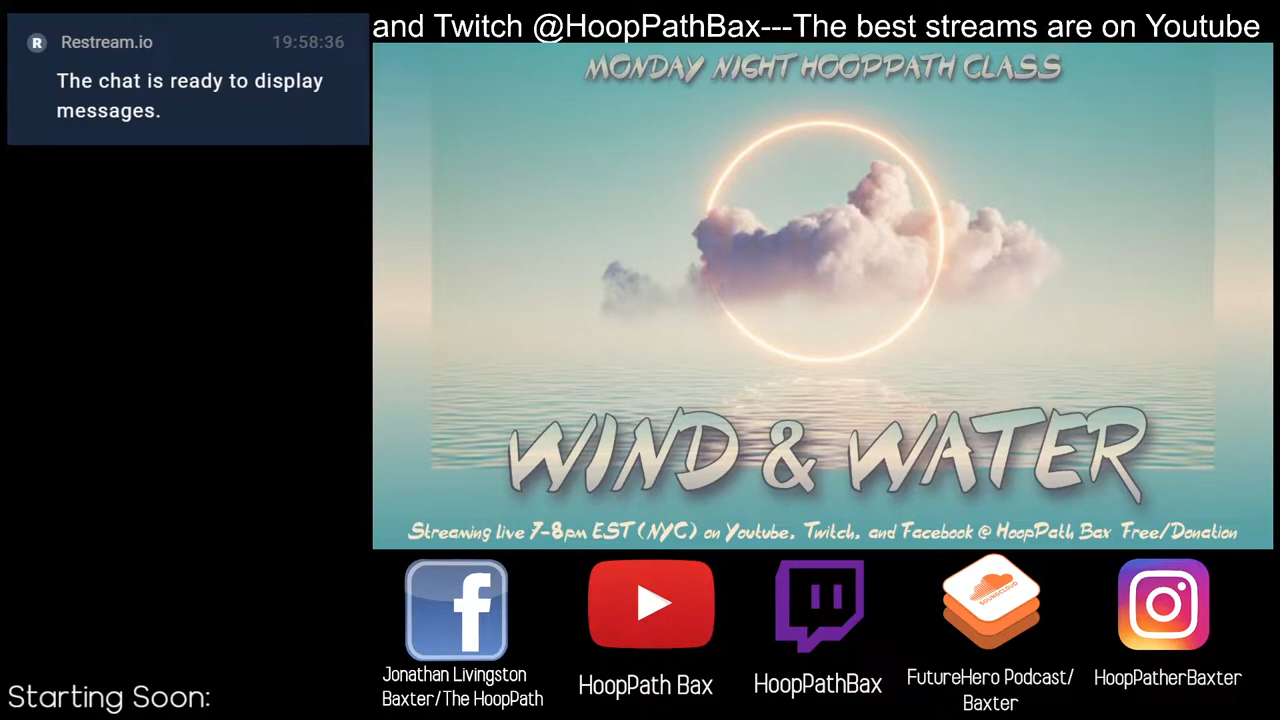 and Twitch @HoopPathBax---The best streams are on Youtube
R Restream.io 19:58:36
The chat is ready to display
messages.
MONDAY NIGHT HOOPPATH CLASS
WIND & WATER
Streaming live 7-8pm EST (NYC) on Youtube, Twitch, and Facebook @ HoopPath Bax Free/Donation
f
SOUNDCLOUD
Jonathan Livingston
Baxter/The HoopPath
HoopPath Bax
HoopPathBax
FutureHero Podcast/
Baxter
HoopPatherBaxter
Starting Soon: